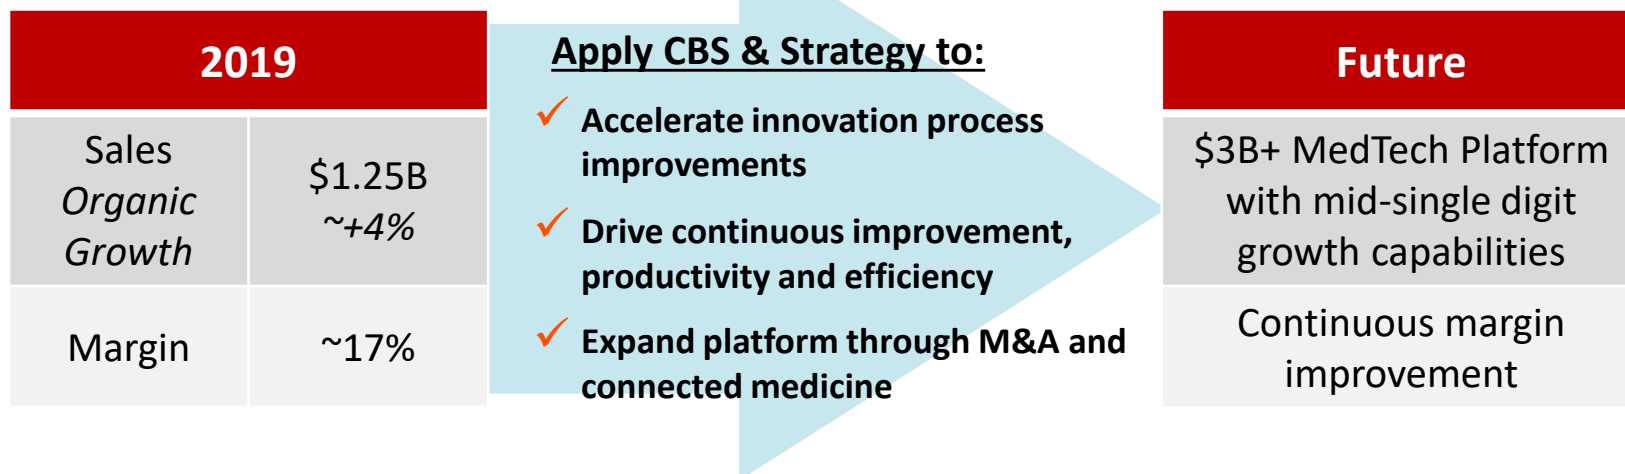 2019
Sales
Organic
Growth
$1.25B
~+4%
Margin
~17%
Apply CBS & Strategy to:
✓ Accelerate innovation process
improvements
✓ Drive continuous improvement,
productivity and efficiency
✓ Expand platform through M&A and
connected medicine
Future
$3B+ MedTech Platform
with mid-single digit
growth capabilities
Continuous margin
improvement